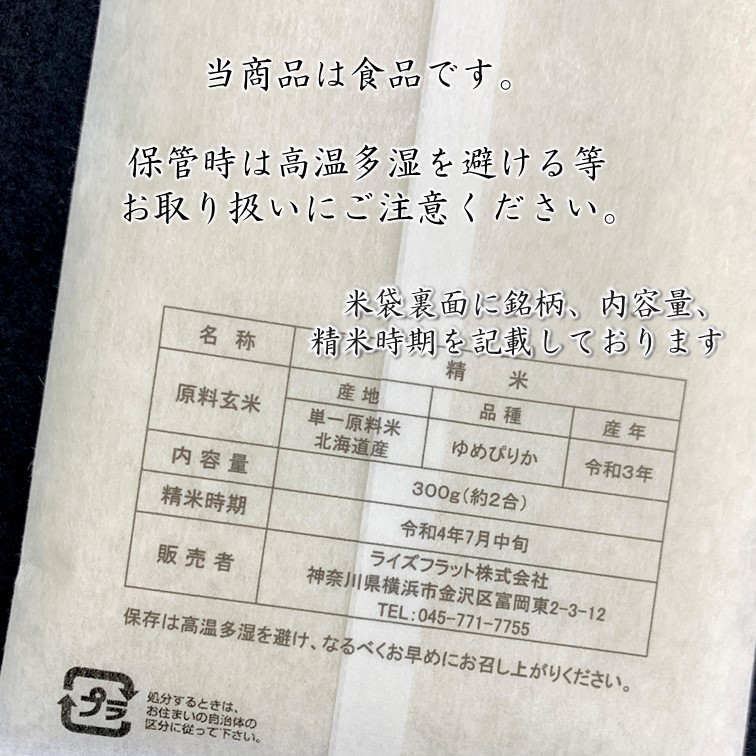 当商品は食品です。
保管時は高温多湿を避ける等
お取り扱いにご注意ください。
米袋裏面に銘柄、内容量、
精米時期を記載しております
名 称
精 米
原料玄米
産 地
品 種
産 年
単一原料米
北海道産
ゆめぴりか
令和3年
内 容 量
300g(約2合)
精米時期
令和4年7月中旬
販 売 者
ライズフラット株式会社
神奈川県横浜市金沢区富岡東2-3-12
TEL:045-771-7755
保存は高温多湿を避け、なるべくお早めにお召し上がりください。
プラ
処分するときは、
お住まいの自治体の
区分に従って下さい。